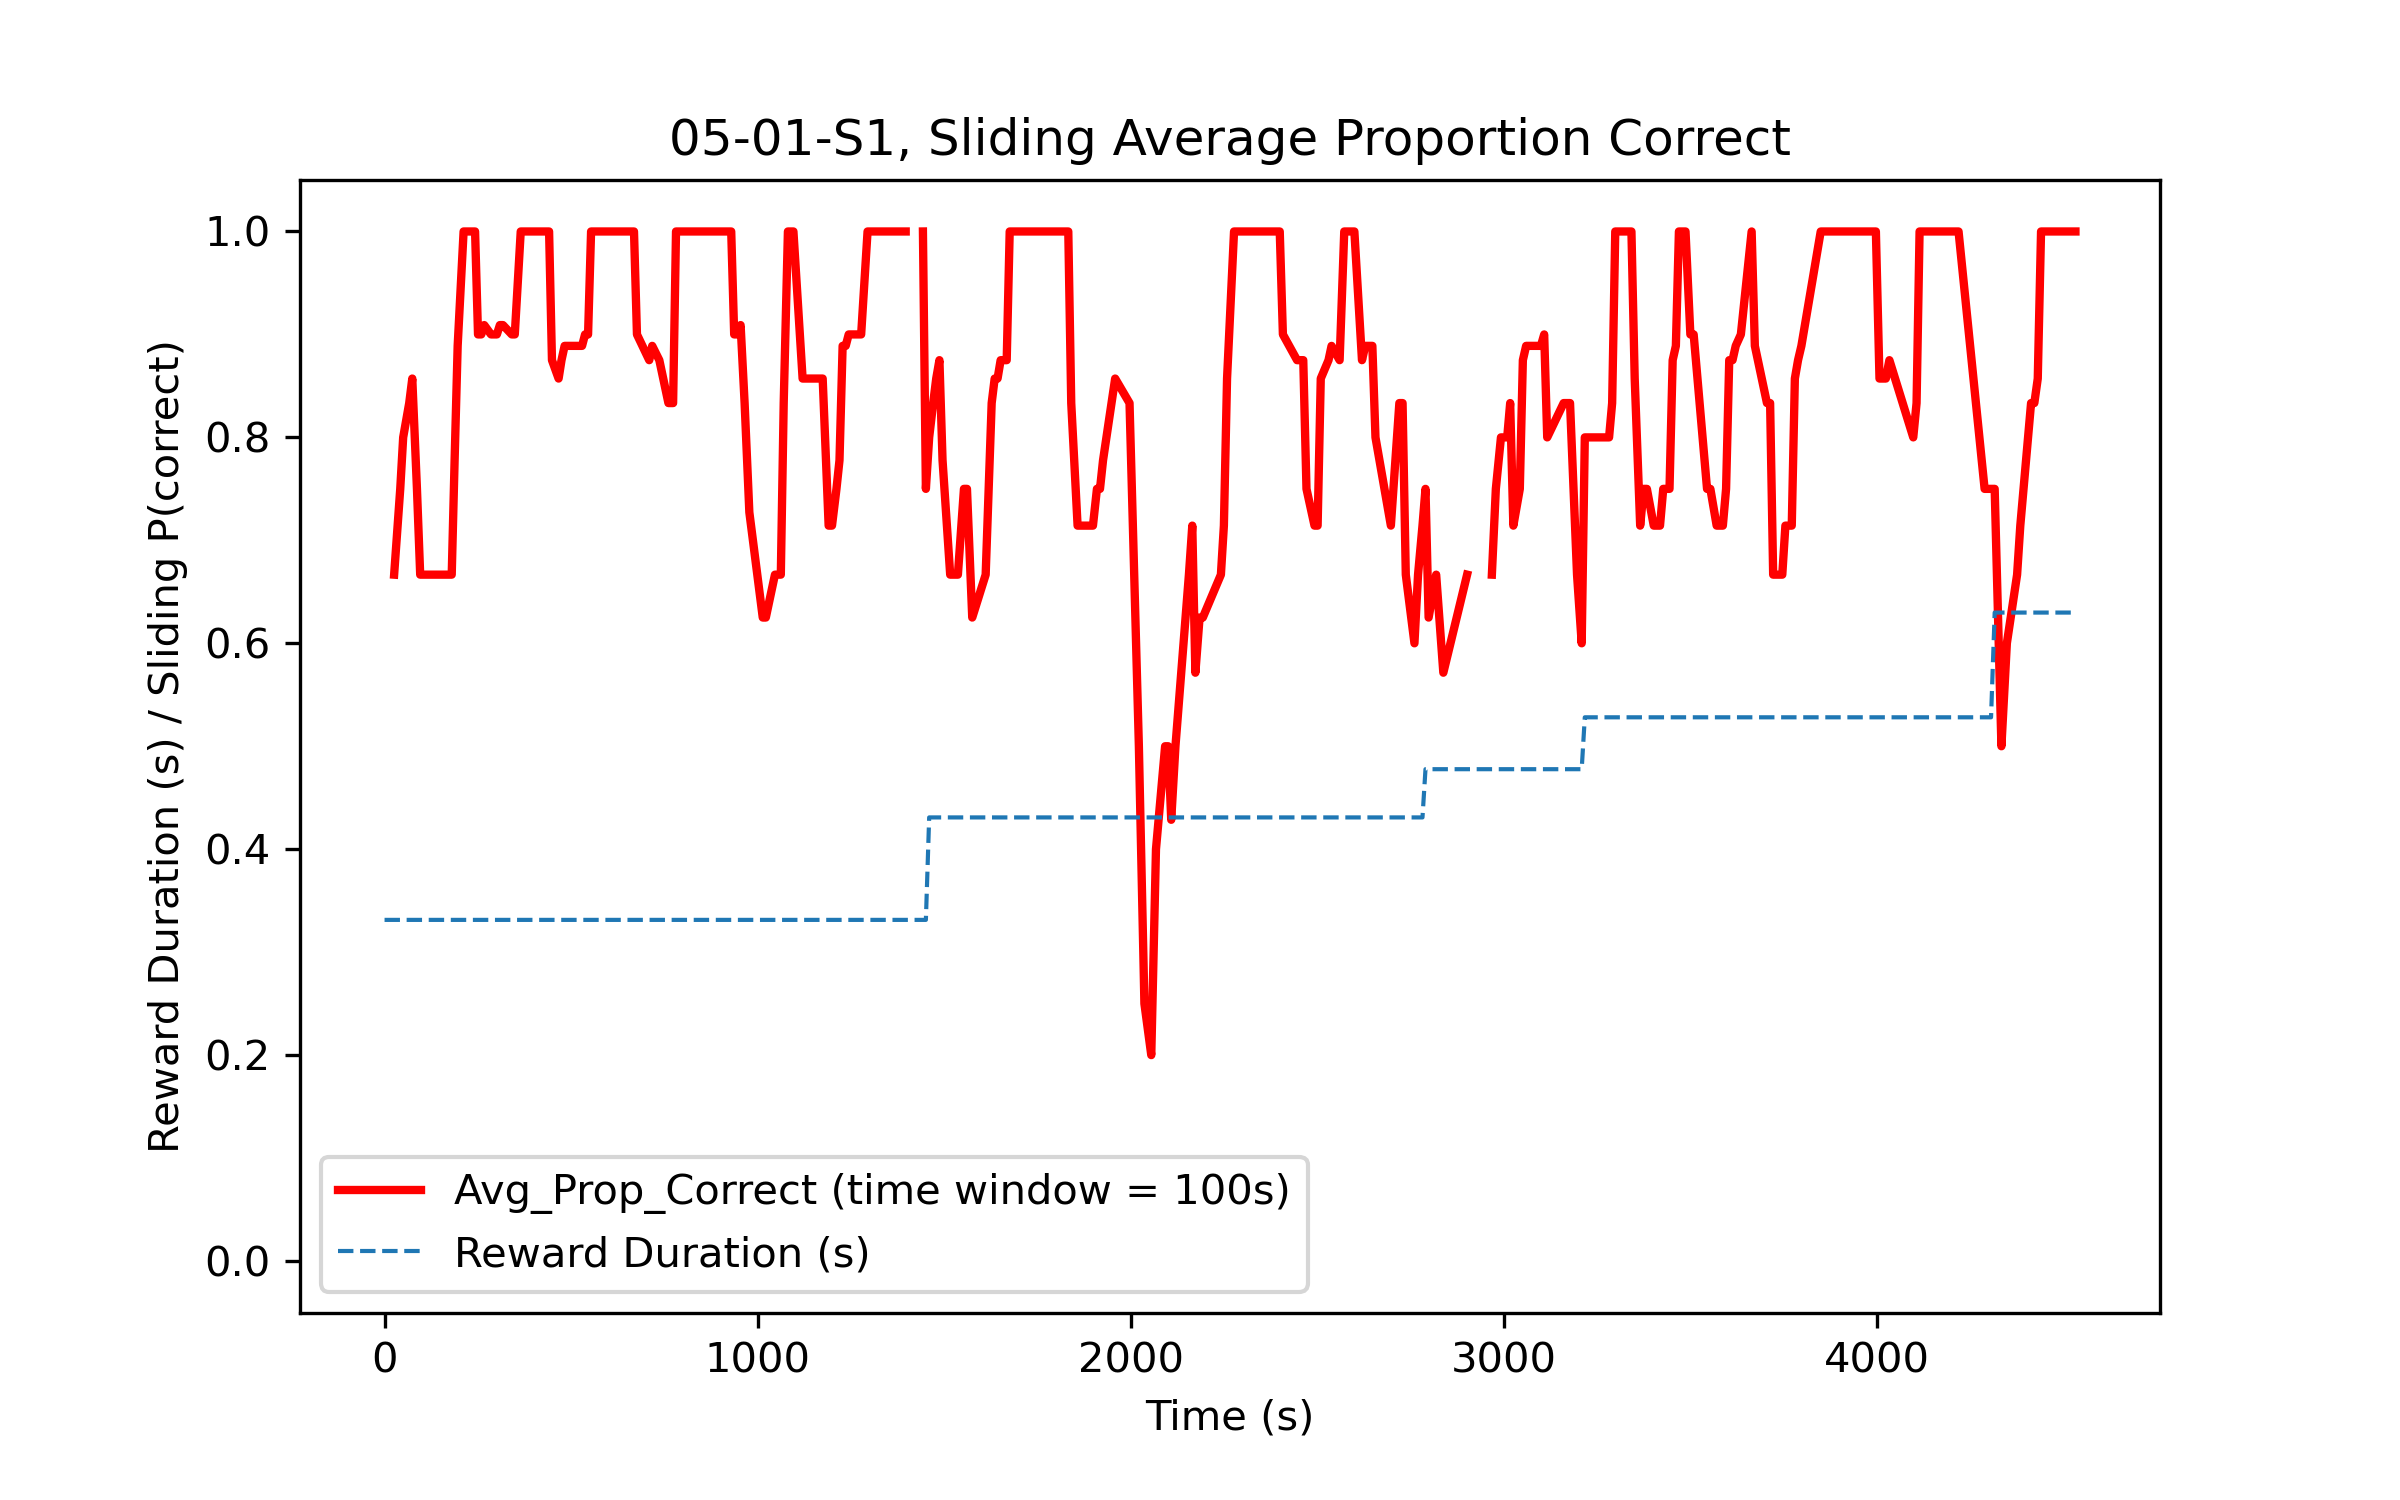 05-01-S1, Sliding Average Proportion Correct
Reward Duration (s) / Sliding P(correct)
1.0
0.8
0.6
0.4
0.2
0.0
Avg_Prop_Correct (time window = 100s)
Reward Duration (s)
0 1000 2000 3000 4000
Time (s)